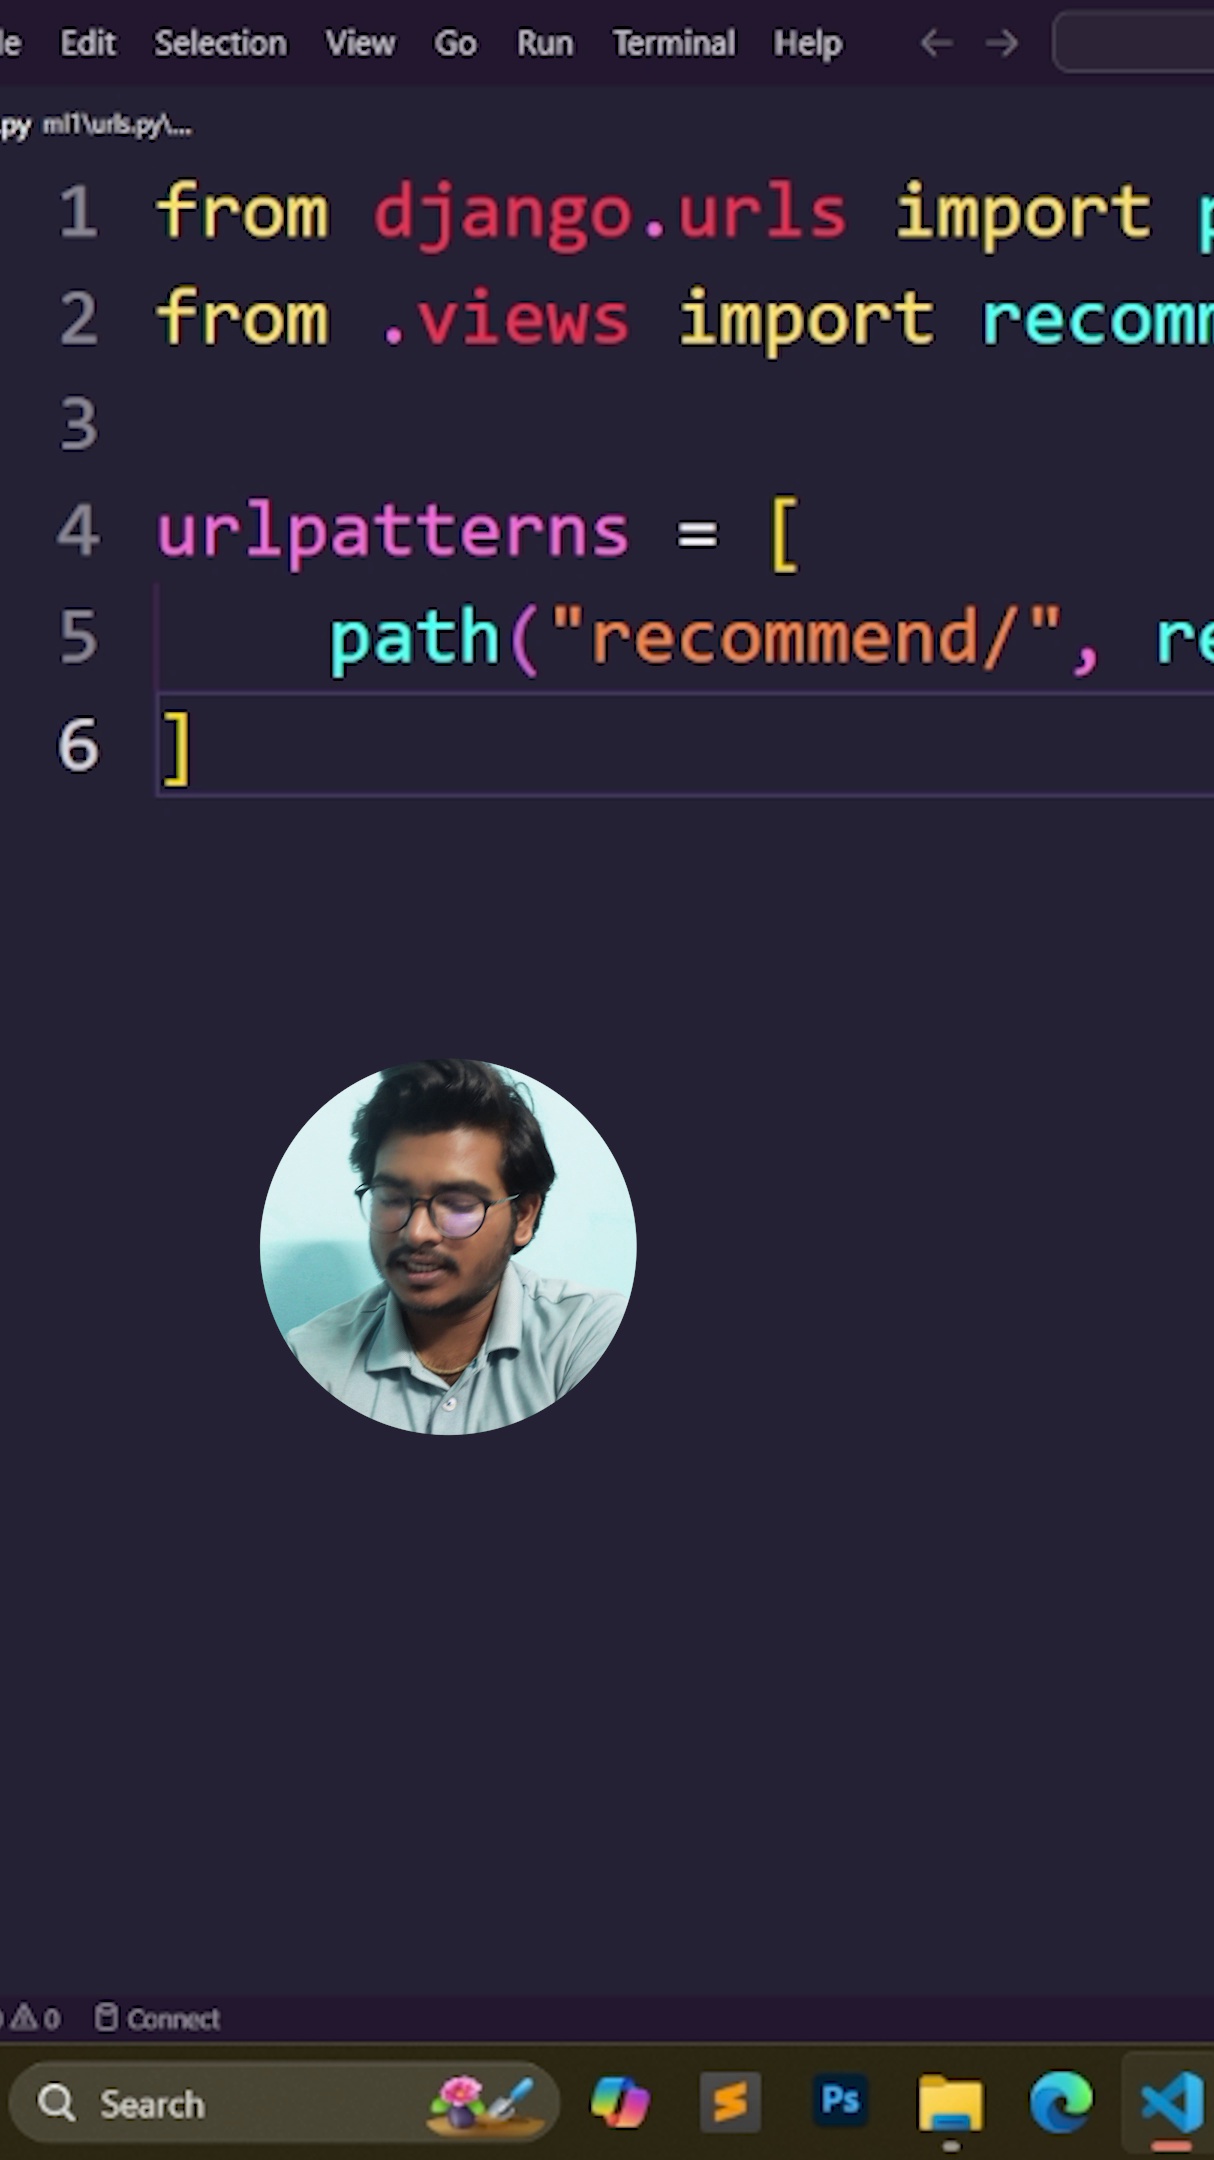 le Edit Selection View Go Run Terminal Help
.py ml1\urls.py\...
1 from django.urls import p
2 from .views import recomm
3
4 urlpatterns = [
5 path("recommend/", re
6 ]
0 Connect
Search Ps